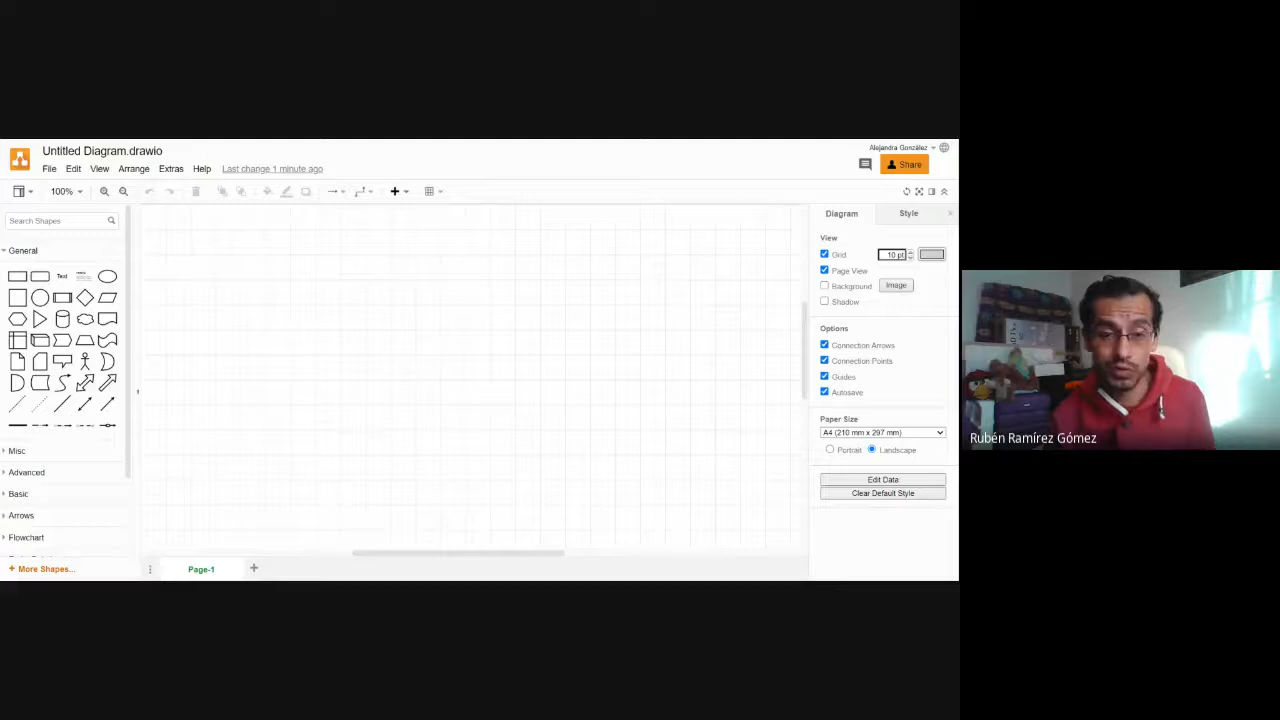 Untitled Diagram.drawio
Alejandra González
File Edit View Arrange Extras Help Last change 1 minute ago
Share
100%
Search Shapes
Diagram Style
General
View
Grid 10 pt
Text
Page View
Background Image
Shadow
Options
Connection Arrows
Connection Points
Guides
Autosave
Paper Size
A4 (210 mm x 297 mm)
Portrait Landscape
Edit Data
Clear Default Style
Misc
Advanced
Basic
Arrows
Flowchart
+ More Shapes...
Page-1
Rubén Ramírez Gómez